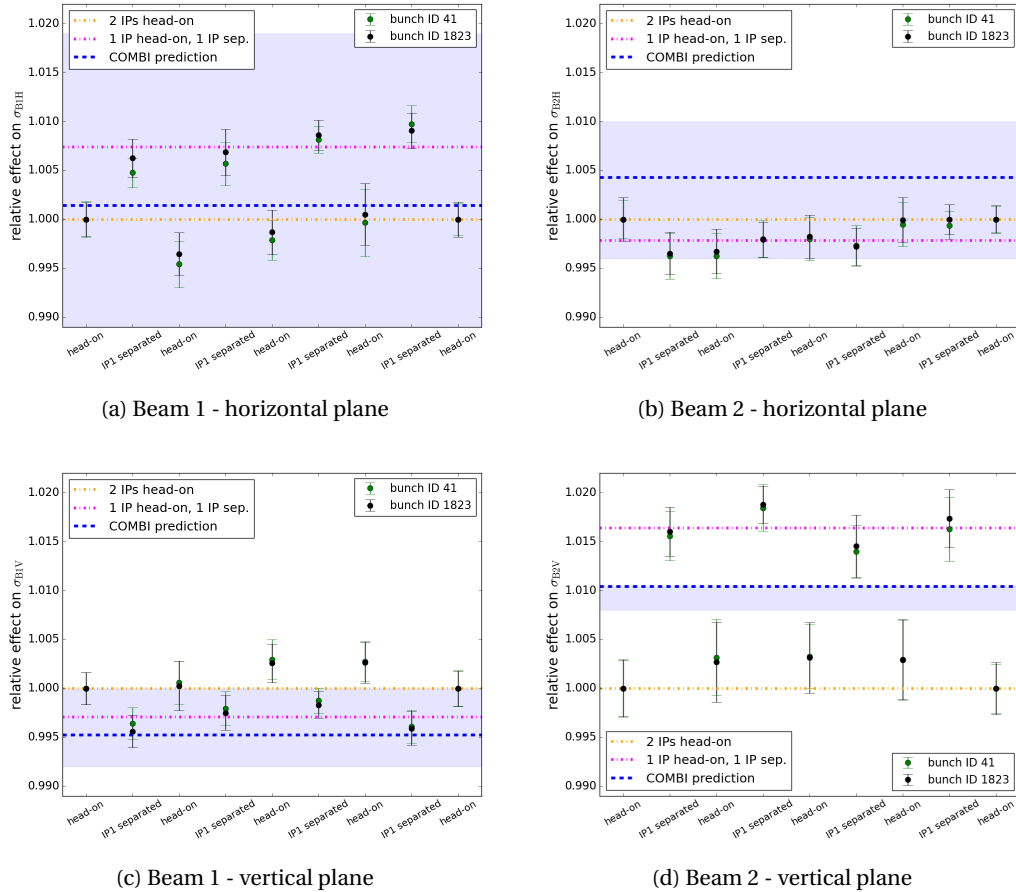 2 IPs head-on
1 IP head-on, 1 IP sep.
COMBI prediction
bunch ID 41
bunch ID 1823
relative effect on σB1H
1.020
1.015
1.010
1.005
1.000
0.995
0.990
head-on
IP1 separated
head-on
IP1 separated
head-on
IP1 separated
head-on
IP1 separated
head-on
(a) Beam 1 - horizontal plane
2 IPs head-on
1 IP head-on, 1 IP sep.
COMBI prediction
bunch ID 41
bunch ID 1823
relative effect on σB2H
1.020
1.015
1.010
1.005
1.000
0.995
0.990
head-on
IP1 separated
head-on
IP1 separated
head-on
IP1 separated
head-on
IP1 separated
head-on
(b) Beam 2 - horizontal plane
2 IPs head-on
1 IP head-on, 1 IP sep.
COMBI prediction
bunch ID 41
bunch ID 1823
relative effect on σB1V
1.020
1.015
1.010
1.005
1.000
0.995
0.990
head-on
IP1 separated
head-on
IP1 separated
head-on
IP1 separated
head-on
IP1 separated
head-on
(c) Beam 1 - vertical plane
2 IPs head-on
1 IP head-on, 1 IP sep.
COMBI prediction
bunch ID 41
bunch ID 1823
relative effect on σB2V
1.020
1.015
1.010
1.005
1.000
0.995
0.990
head-on
IP1 separated
head-on
IP1 separated
head-on
IP1 separated
head-on
IP1 separated
head-on
(d) Beam 2 - vertical plane